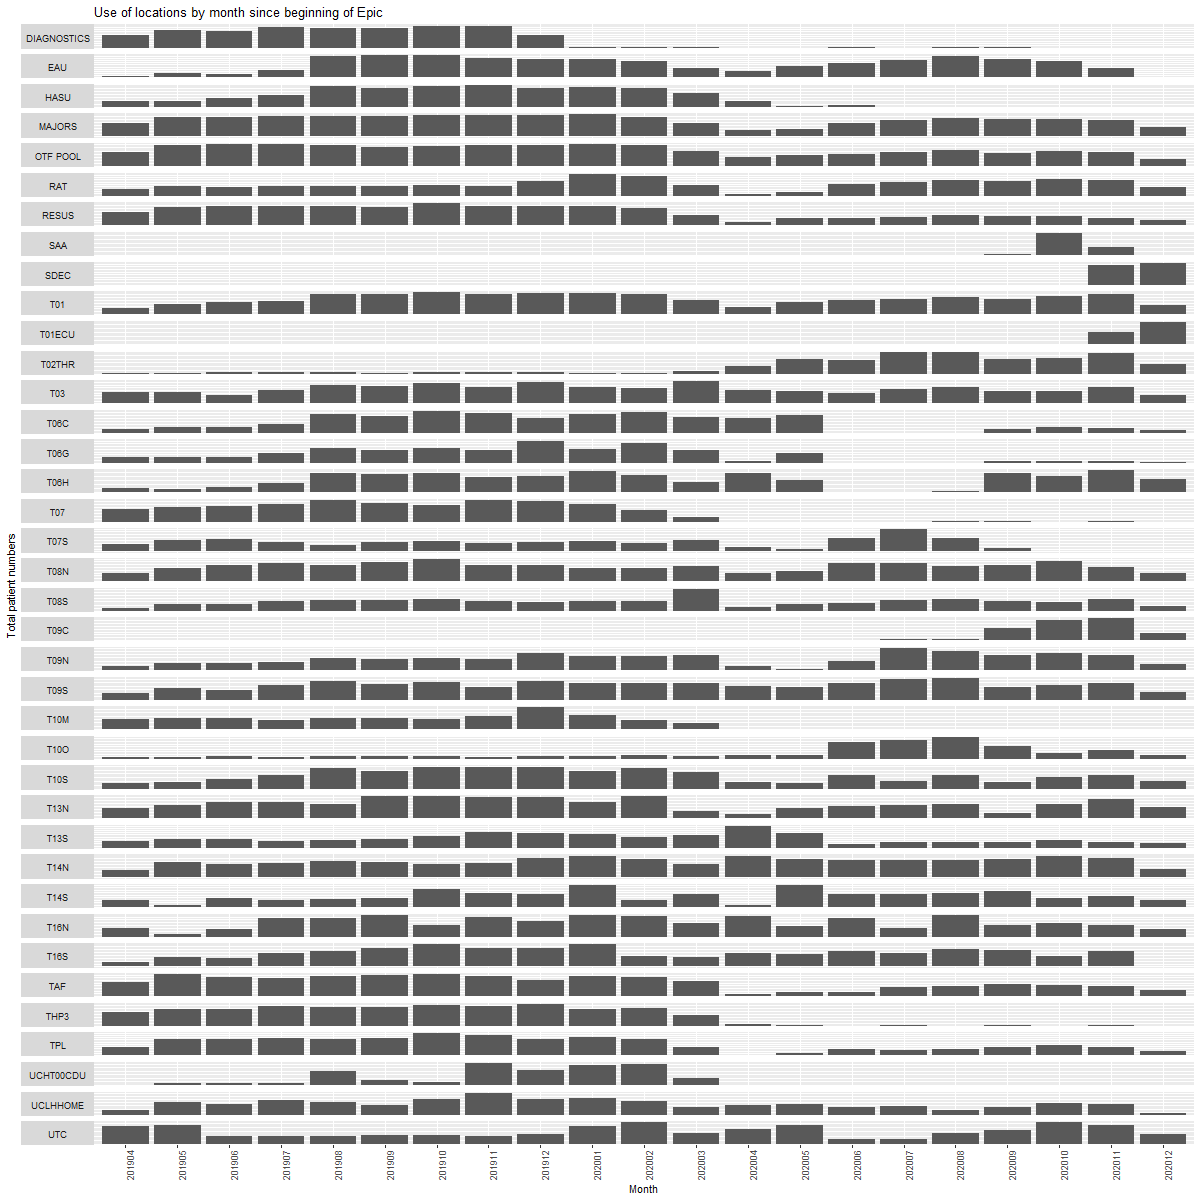 Use of locations by month since beginning of Epic
Total patient numbers
DIAGNOSTICS
EAU
HASU
MAJORS
OTF POOL
RAT
RESUS
SAA
SDEC
T01
T01ECU
T02THR
T03
T06C
T06G
T06H
T07
T07S
T08N
T08S
T09C
T09N
T09S
T10M
T10O
T10S
T13N
T13S
T14N
T14S
T16N
T16S
TAF
THP3
TPL
UCHT00CDU
UCLHHOME
UTC
201904
201905
201906
201907
201908
201909
201910
201911
201912
202001
202002
202003
202004
202005
202006
202007
202008
202009
202010
202011
202012
Month